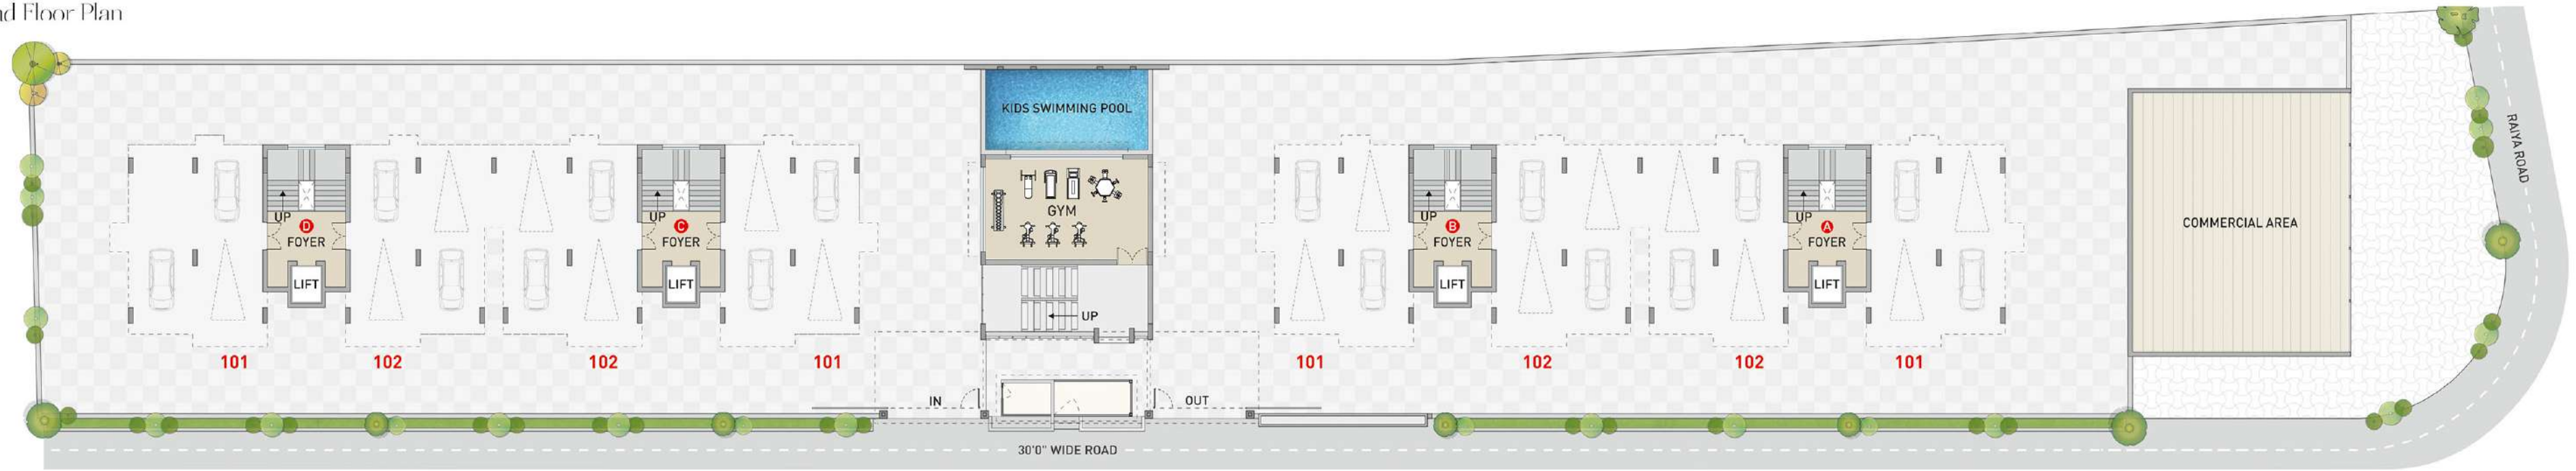 Floor Plan
KIDS SWIMMING POOL
RAIYA ROAD
GYM
UP
D
FOYER
LIFT
UP
C
FOYER
LIFT
UP
B
FOYER
LIFT
UP
A
FOYER
LIFT
COMMERCIAL AREA
UP
101
102
102
101
101
102
102
101
IN
OUT
30'0" WIDE ROAD